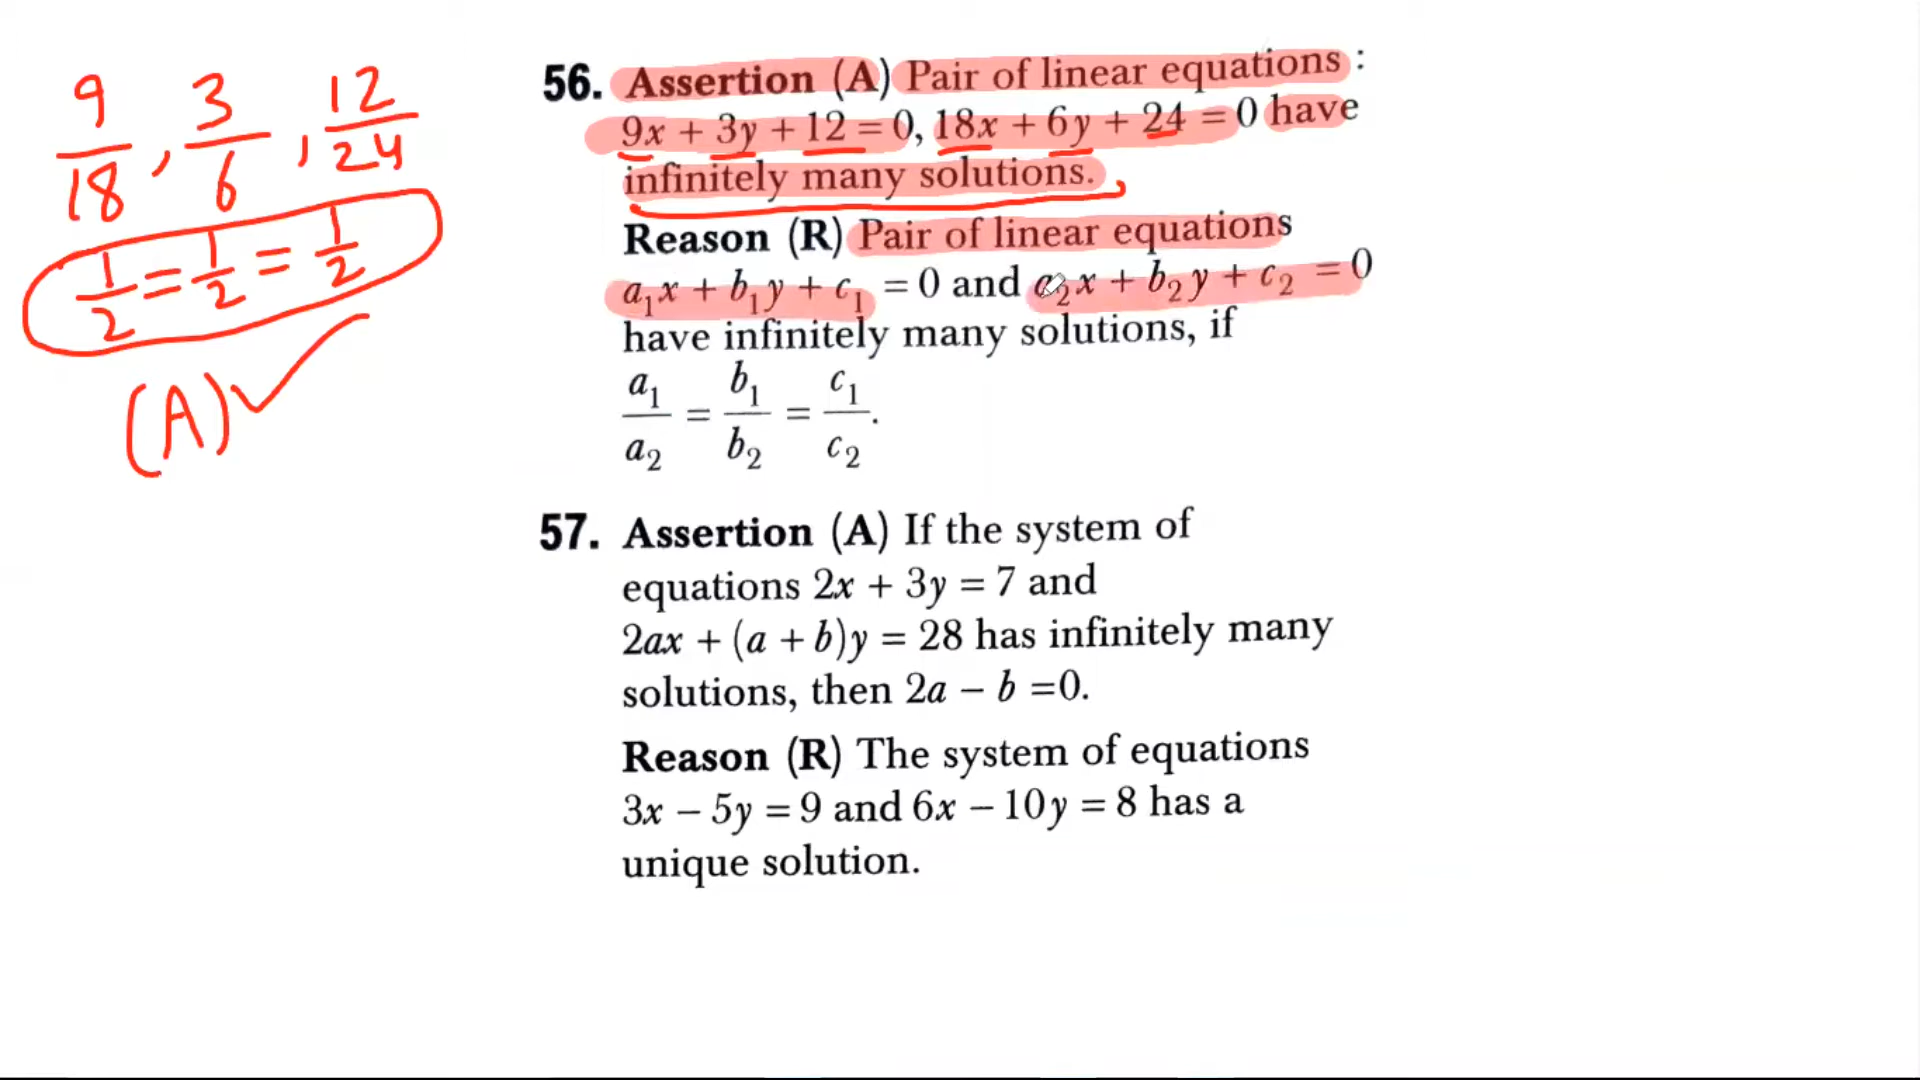 9/18, 3/6, 12/24
1/2 = 1/2 = 1/2
(A) ✓
56. Assertion (A) Pair of linear equations :
9x + 3y + 12 = 0, 18x + 6y + 24 = 0 have
infinitely many solutions.
Reason (R) Pair of linear equations
a₁x + b₁y + c₁ = 0 and a₂x + b₂y + c₂ = 0
have infinitely many solutions, if
a₁/a₂ = b₁/b₂ = c₁/c₂.
57. Assertion (A) If the system of
equations 2x + 3y = 7 and
2ax + (a + b)y = 28 has infinitely many
solutions, then 2a − b =0.
Reason (R) The system of equations
3x − 5y = 9 and 6x − 10y = 8 has a
unique solution.